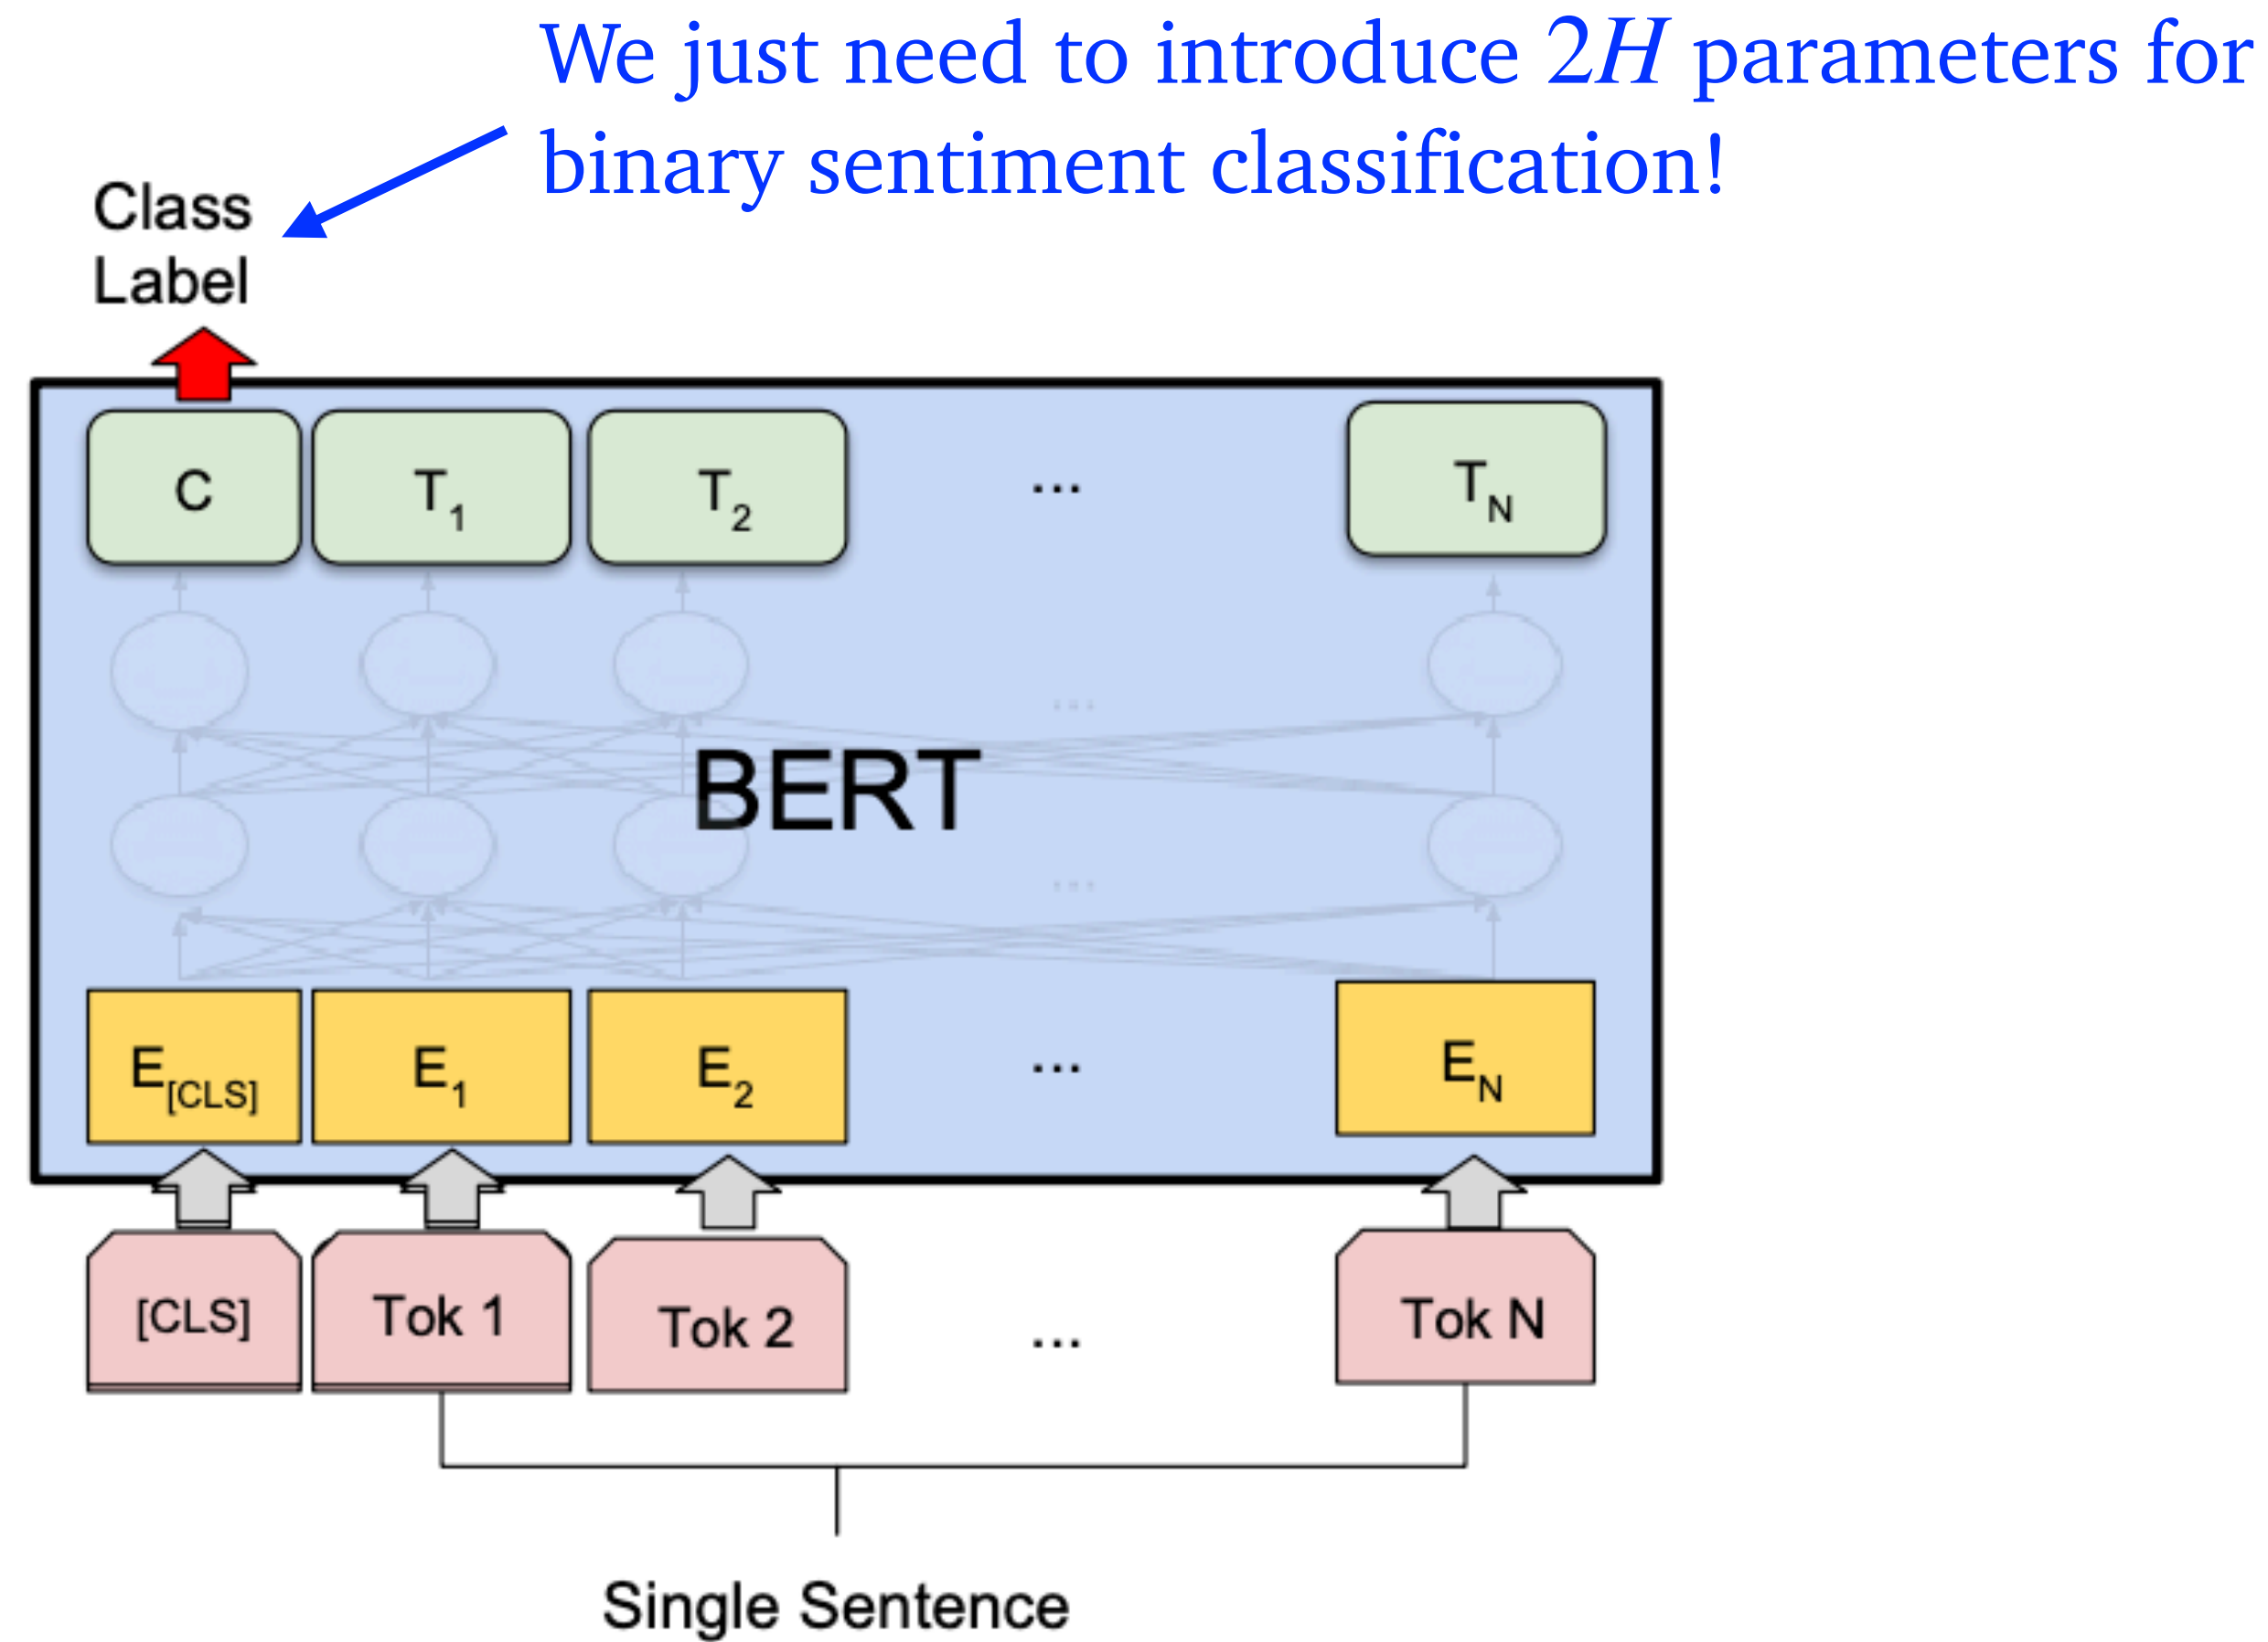 We just need to introduce 2H parameters for
binary sentiment classification!
Class
Label
C T1 T2 ... TN
...
BERT
...
E[CLS] E1 E2 ... EN
[CLS] Tok 1 Tok 2 ... Tok N
Single Sentence